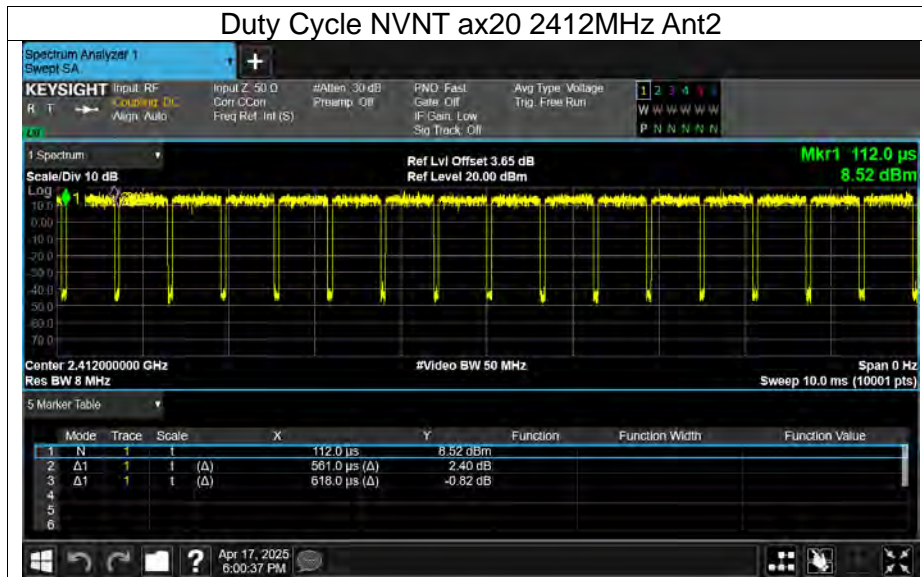 Duty Cycle NVNT ax20 2412MHz Ant2
Spectrum Analyzer 1
Swept SA
+
KEYSIGHT Input: RF Input Z: 50 Ω #Atten: 30 dB PNO: Fast Avg Type: Voltage 1 2 3 4 5 6
R T Coupling: DC Corr CCorr Preamp: Off Gate: Off Trig: Free Run W W W W W W
Align: Auto Freq Ref: Int (S) IF Gain: Low
Sig Track: Off P N N N N N
1 Spectrum Ref Lvl Offset 3.65 dB Mkr1 112.0 µs
Scale/Div 10 dB Ref Level 20.00 dBm 8.52 dBm
Log
1
10.0
0.00
-10.0
-20.0
-30.0
-40.0
-50.0
-60.0
-70.0
Center 2.412000000 GHz #Video BW 50 MHz Span 0 Hz
Res BW 8 MHz Sweep 10.0 ms (10001 pts)
5 Marker Table
Mode Trace Scale X Y Function Function Width Function Value
1 N 1 t 112.0 µs 8.52 dBm
2 Δ1 1 t (Δ) 561.0 µs (Δ) 2.40 dB
3 Δ1 1 t (Δ) 618.0 µs (Δ) -0.82 dB
4
5
6
? Apr 17, 2025
6:00:37 PM